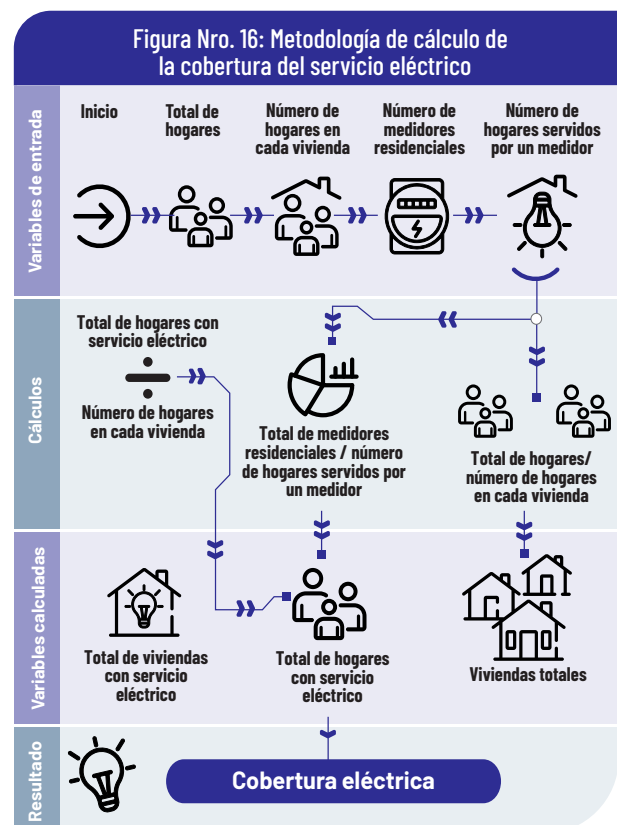 Figura Nro. 16: Metodología de cálculo de
la cobertura del servicio eléctrico
Variables de entrada
Inicio
Total de
hogares
Número de
hogares en
cada vivienda
Número de
medidores
residenciales
Número de
hogares servidos
por un medidor
Cálculos
Total de hogares con
servicio eléctrico
Número de hogares
en cada vivienda
Total de medidores
residenciales / número
de hogares servidos por
un medidor
Total de hogares/
número de hogares
en cada vivienda
Variables calculadas
Total de viviendas
con servicio
eléctrico
Total de hogares
con servicio
eléctrico
Viviendas totales
Resultado
Cobertura eléctrica